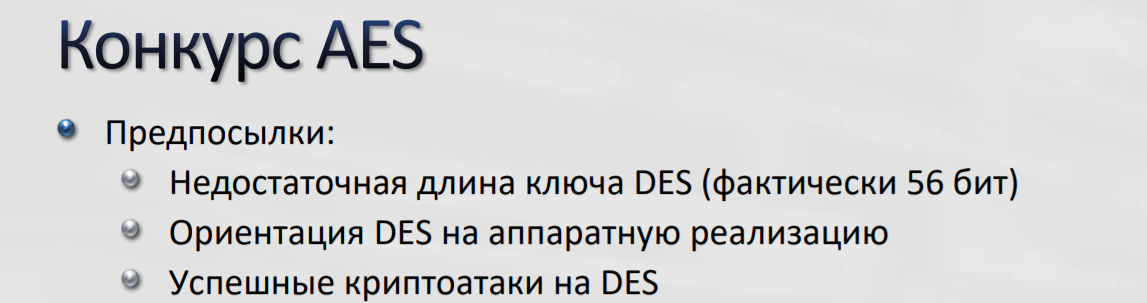 Конкурс AES
Предпосылки:
Недостаточная длина ключа DES (фактически 56 бит)
Ориентация DES на аппаратную реализацию
Успешные криптоатаки на DES